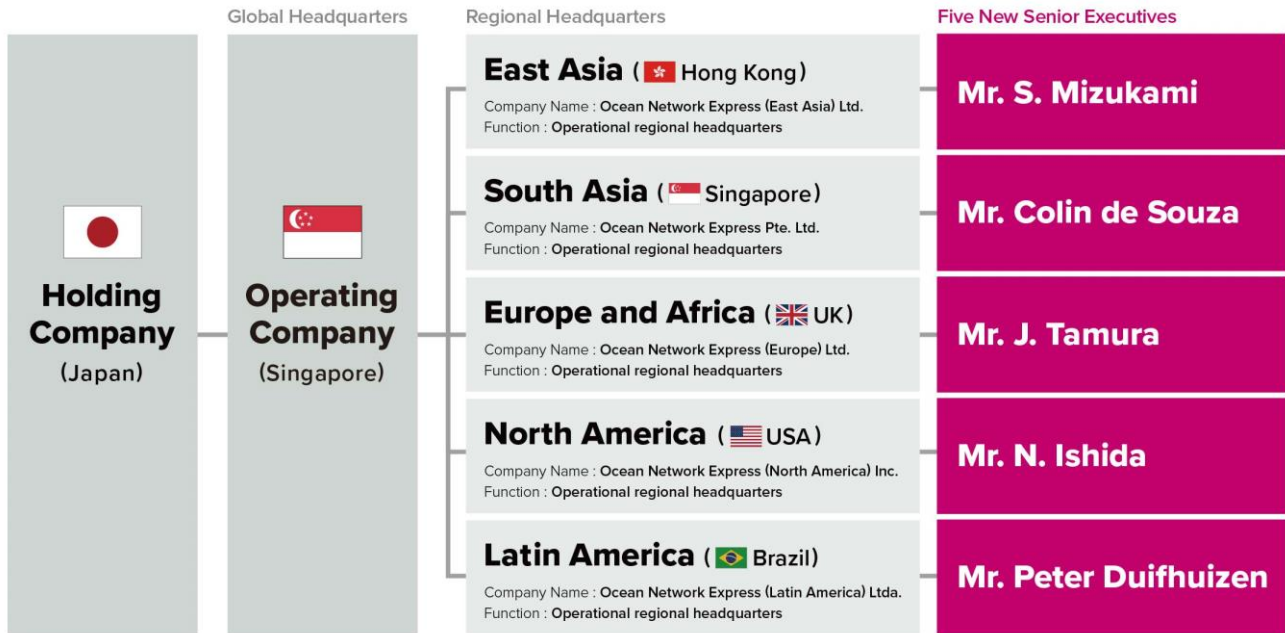 Global Headquarters
Regional Headquarters
Five New Senior Executives
Holding
Company
(Japan)
Operating
Company
(Singapore)
East Asia ( Hong Kong)
Company Name : Ocean Network Express (East Asia) Ltd.
Function : Operational regional headquarters
Mr. S. Mizukami
South Asia ( Singapore)
Company Name : Ocean Network Express Pte. Ltd.
Function : Operational regional headquarters
Mr. Colin de Souza
Europe and Africa ( UK)
Company Name : Ocean Network Express (Europe) Ltd.
Function : Operational regional headquarters
Mr. J. Tamura
North America ( USA)
Company Name : Ocean Network Express (North America) Inc.
Function : Operational regional headquarters
Mr. N. Ishida
Latin America ( Brazil)
Company Name : Ocean Network Express (Latin America) Ltda.
Function : Operational regional headquarters
Mr. Peter Duifhuizen